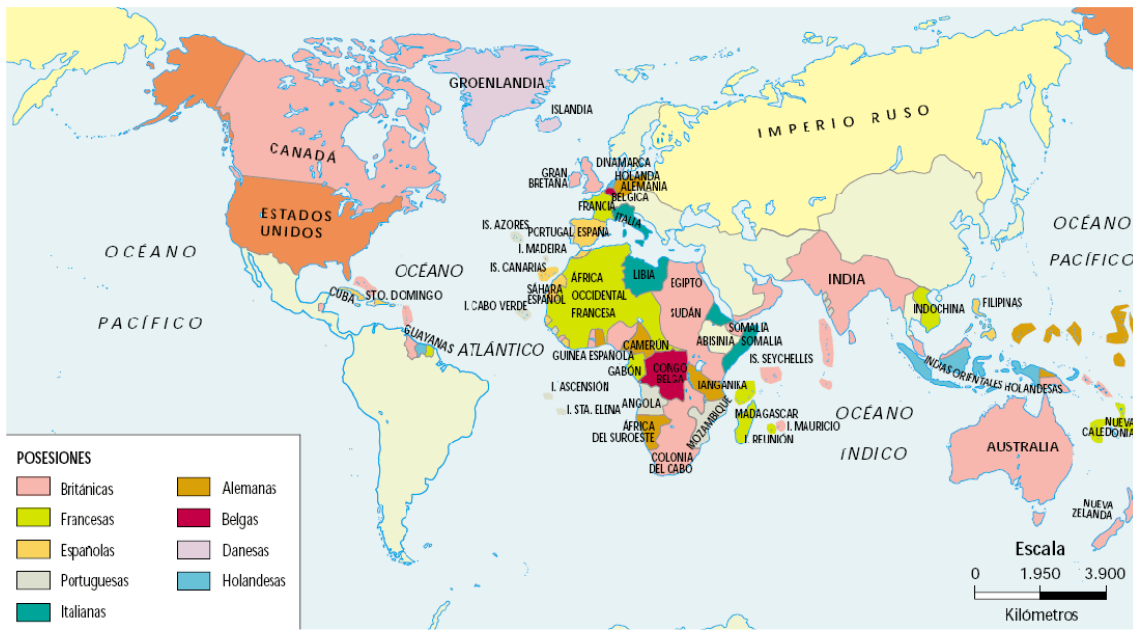 GROENLANDIA
ISLANDIA
IMPERIO RUSO
CANADÁ
DINAMARCA
GRAN
BRETAÑA
HOLANDA
ALEMANIA
BELGICA
FRANCIA
ITALIA
ESTADOS
UNIDOS
IS. AZORES
PORTUGAL
ESPAÑA
I. MADEIRA
OCÉANO
PACÍFICO
OCÉANO
ATLÁNTICO
OCÉANO
PACÍFICO
IS. CANARIAS
ÁFRICA
OCCIDENTAL
FRANCESA
LIBIA
EGIPTO
INDIA
SÁHARA
ESPAÑOL
CUBA
STO. DOMINGO
I. CABO VERDE
SUDÁN
INDOCHINA
FILIPINAS
GUAYANAS
SOMALIA
ABISINIA
SOMALIA
CAMERÚN
GUINEA ESPAÑOLA
IS. SEYCHELLES
GABÓN
CONGO
BELGA
TANGANIKA
INDIAS ORIENTALES HOLANDESAS
I. ASCENSIÓN
ANGOLA
I. STA. ELENA
MOZAMBIQUE
MADAGASCAR
I. MAURICIO
I. REUNIÓN
OCÉANO
ÍNDICO
ÁFRICA
DEL SUROESTE
NUEVA
CALEDONIA
AUSTRALIA
COLONIA
DEL CABO
NUEVA
ZELANDA
POSESIONES
Británicas
Alemanas
Francesas
Belgas
Españolas
Danesas
Portuguesas
Holandesas
Italianas
Escala
0 1.950 3.900
Kilómetros